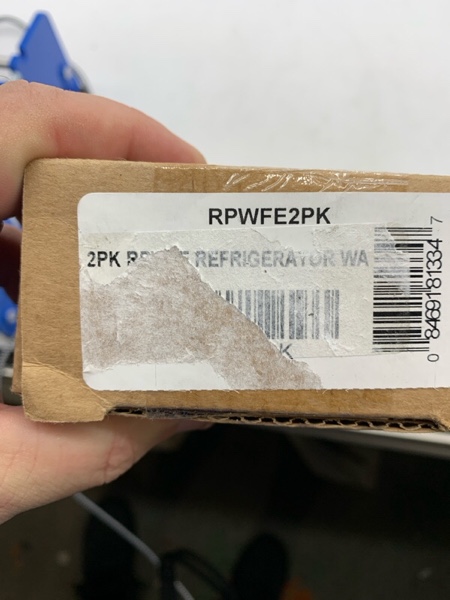 RPWFE2PK
2PK REFRIGERATOR WA
K
0 84691 81334 7